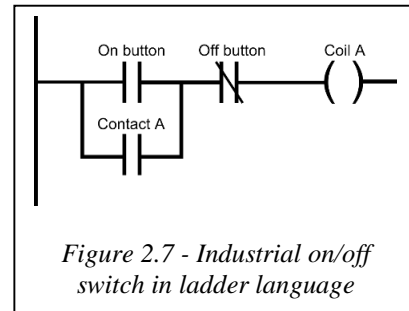 On button Off button Coil A
Contact A
Figure 2.7 - Industrial on/off
switch in ladder language